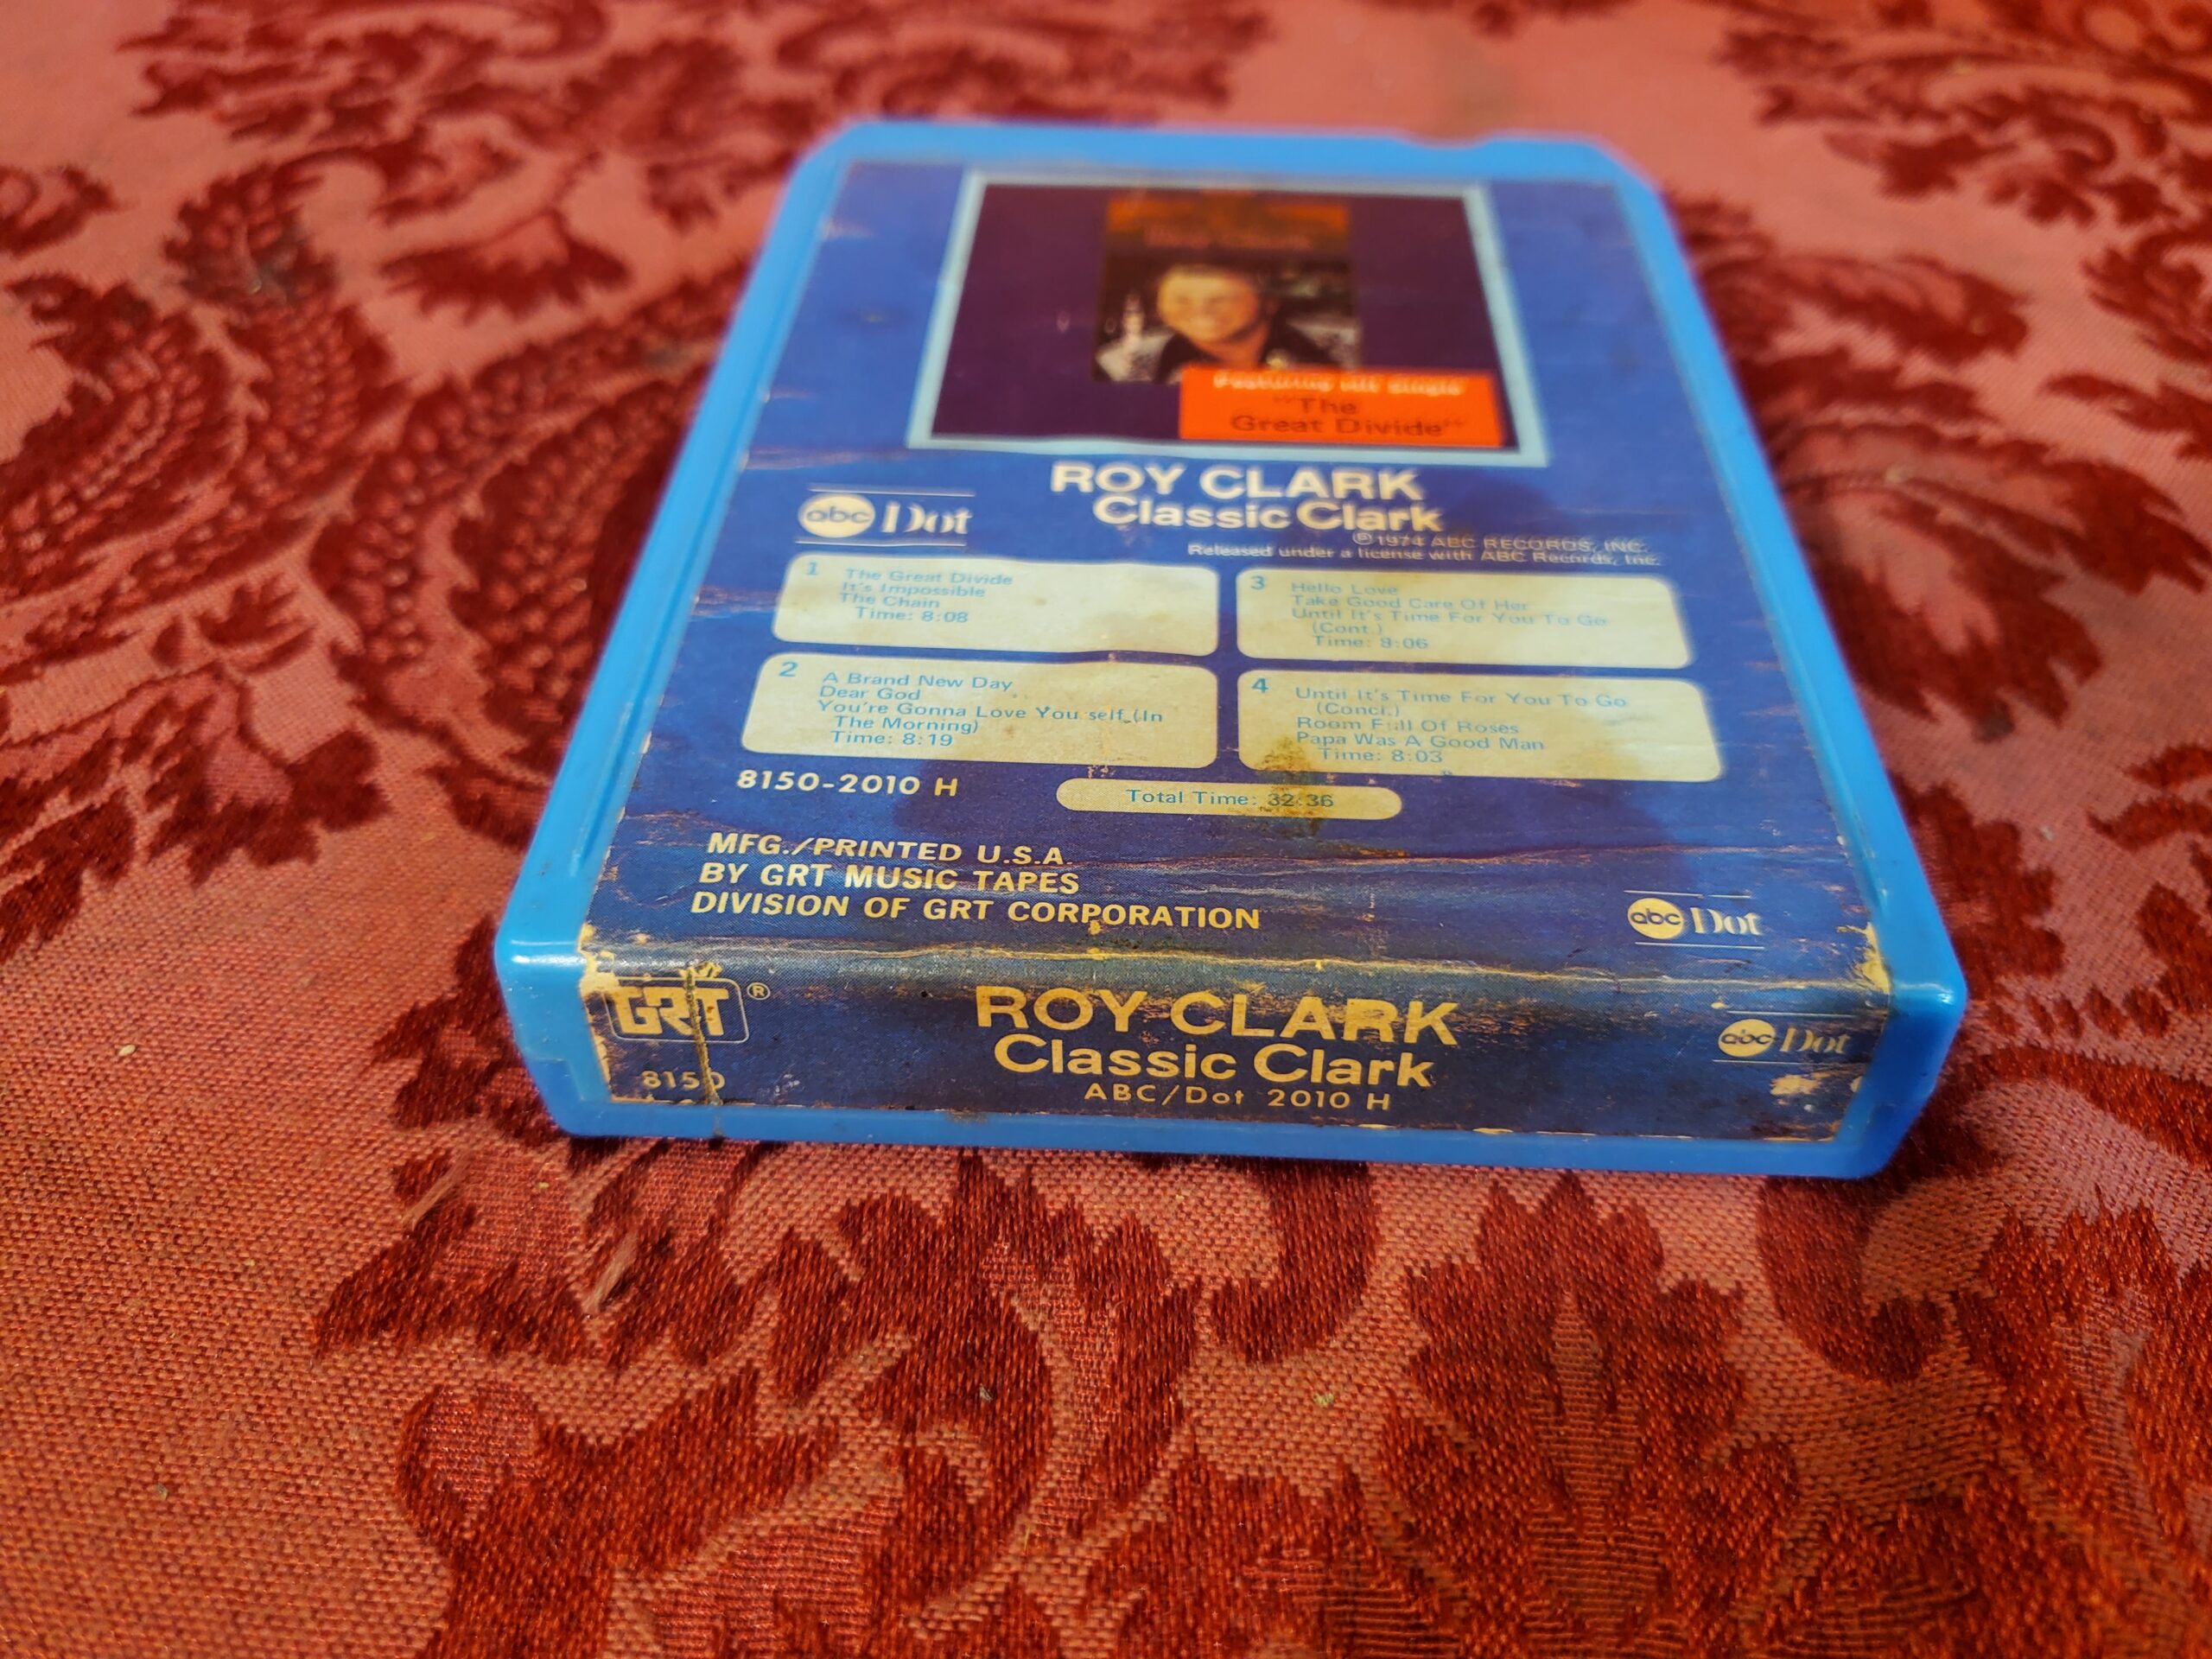 Featuring Hit Single
"The
Great Divide"
ROY CLARK
Classic Clark
abc Dot
Ⓟ1974 ABC RECORDS, INC.
Released under a license with ABC Records, Inc.
1 The Great Divide
It's Impossible
The Chain
Time: 8:08
2 A Brand New Day
Dear God
You're Gonna Love You self (In
The Morning)
Time: 8:19
3 Hello Love
Take Good Care Of Her
Until It's Time For You To Go
(Cont.)
Time: 8:06
4 Until It's Time For You To Go
(Concl.)
Room Full Of Roses
Papa Was A Good Man
Time: 8:03
8150-2010 H
Total Time: 32:36
MFG./PRINTED U.S.A.
BY GRT MUSIC TAPES
DIVISION OF GRT CORPORATION
abc Dot
GRT®
8150
ROY CLARK
Classic Clark
ABC/Dot 2010 H
abc Dot